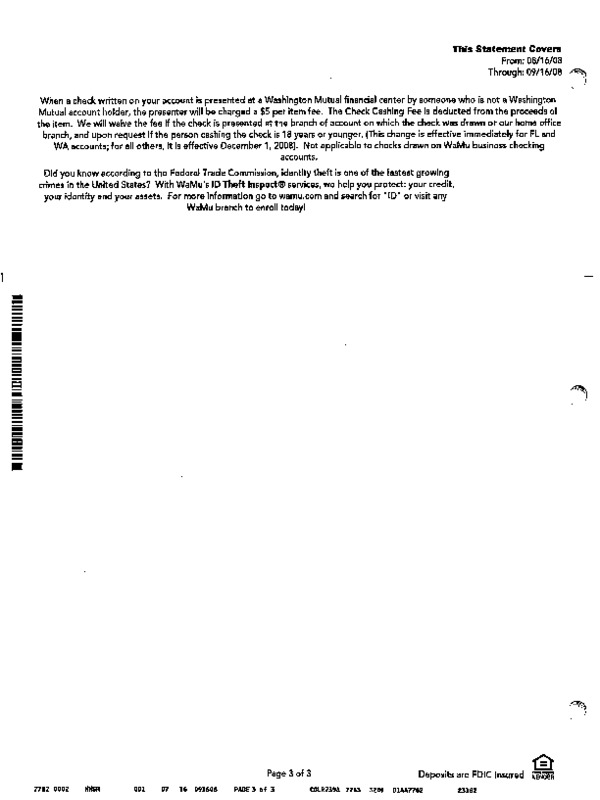 This Statement Covers
From: 08/16/08
Through: 09/16/08
When a check written on your account is presented at a Washington Mutual financial center by someone who is not a Washington
Mutual account holder, the presenter will be charged a $5 per item fee. The Check Cashing Fee is deducted from the proceeds of
the item. We will waive the fee if the check is presented at the branch of account on which the check was drawn or our home office
branch, and upon request if the person cashing the check is 18 years or younger. (This change is effective immediately for FL and
WA accounts; for all others, it is effective December 1, 2008). Not applicable to checks drawn on WaMu business checking
accounts.
Did you know according to the Federal Trade Commission, identity theft is one of the fastest growing
crimes in the United States? With WaMu's ID Theft Inspect® services, we help you protect: your credit,
your identity and your assets. For more information go to wamu.com and search for "ID" or visit any
WaMu branch to enroll today!
Page 3 of 3
Deposits are FDIC Insured
LENDER
7782 0002 001 07 16 PAGE 3 of 3 23162